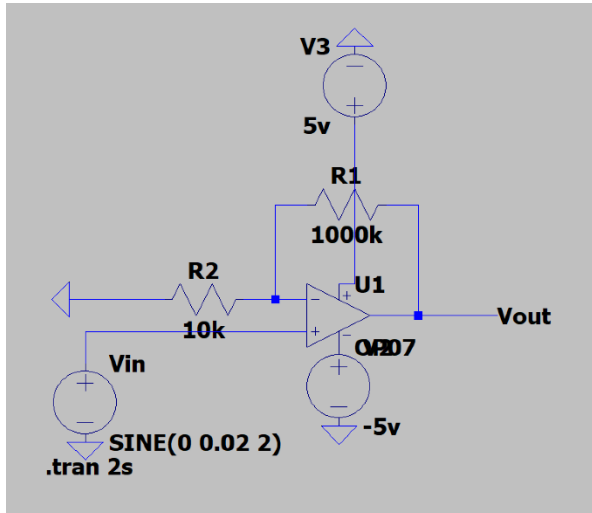 V3
5v
R1
1000k
R2
10k
U1
Vout
Vin
-5v
SINE(0 0.02 2)
.tran 2s